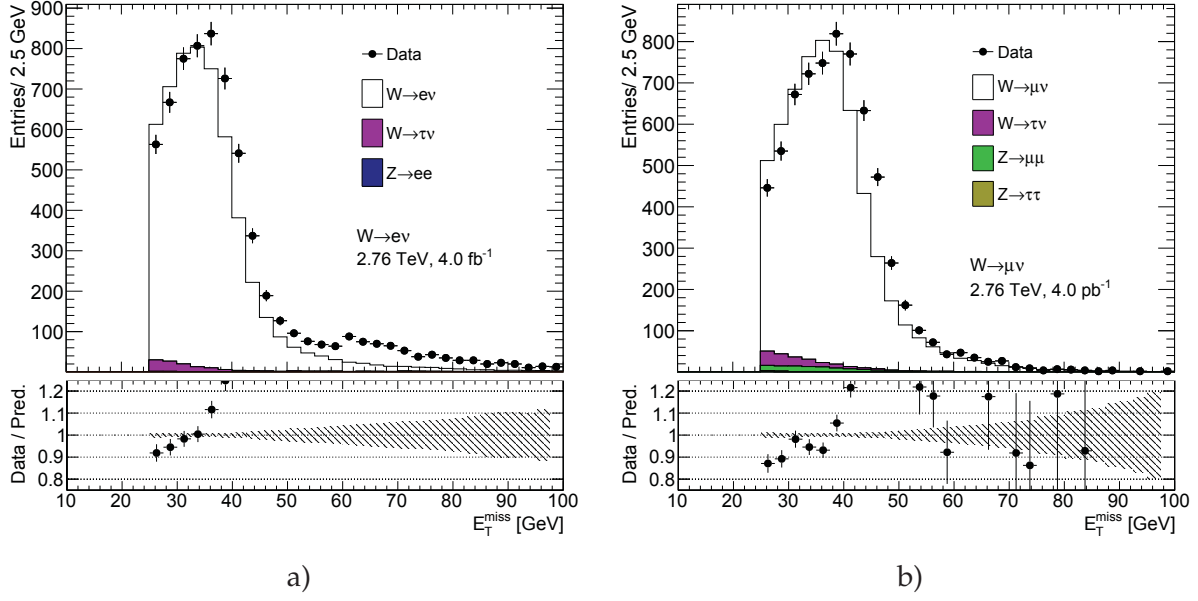 Entries/ 2.5 GeV
900
800
700
600
500
400
300
200
100
Data
W→eν
W→τν
Z→ee
W→eν
2.76 TeV, 4.0 fb⁻¹
Data / Pred.
1.2
1.1
1
0.9
0.8
10 20 30 40 50 60 70 80 90 100
E_T^miss [GeV]
a)
Entries/ 2.5 GeV
800
700
600
500
400
300
200
100
Data
W→μν
W→τν
Z→μμ
Z→ττ
W→μν
2.76 TeV, 4.0 pb⁻¹
Data / Pred.
1.2
1.1
1
0.9
0.8
10 20 30 40 50 60 70 80 90 100
E_T^miss [GeV]
b)